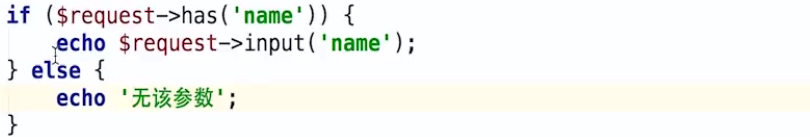 if ($request->has('name')) {
    echo $request->input('name');
} else {
    echo '无该参数';
}